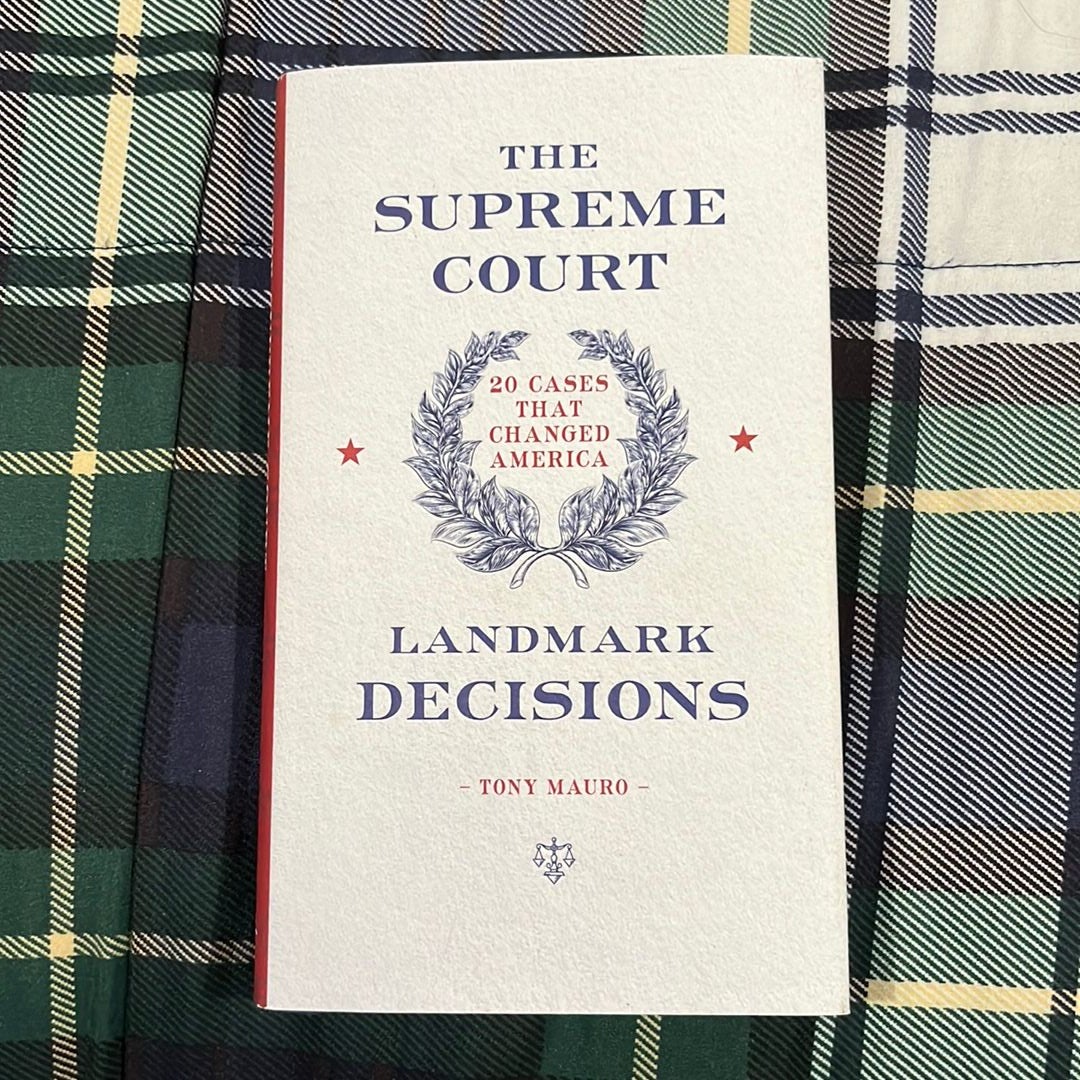 THE
SUPREME
COURT
20 CASES
THAT
CHANGED
AMERICA
LANDMARK
DECISIONS
– TONY MAURO –